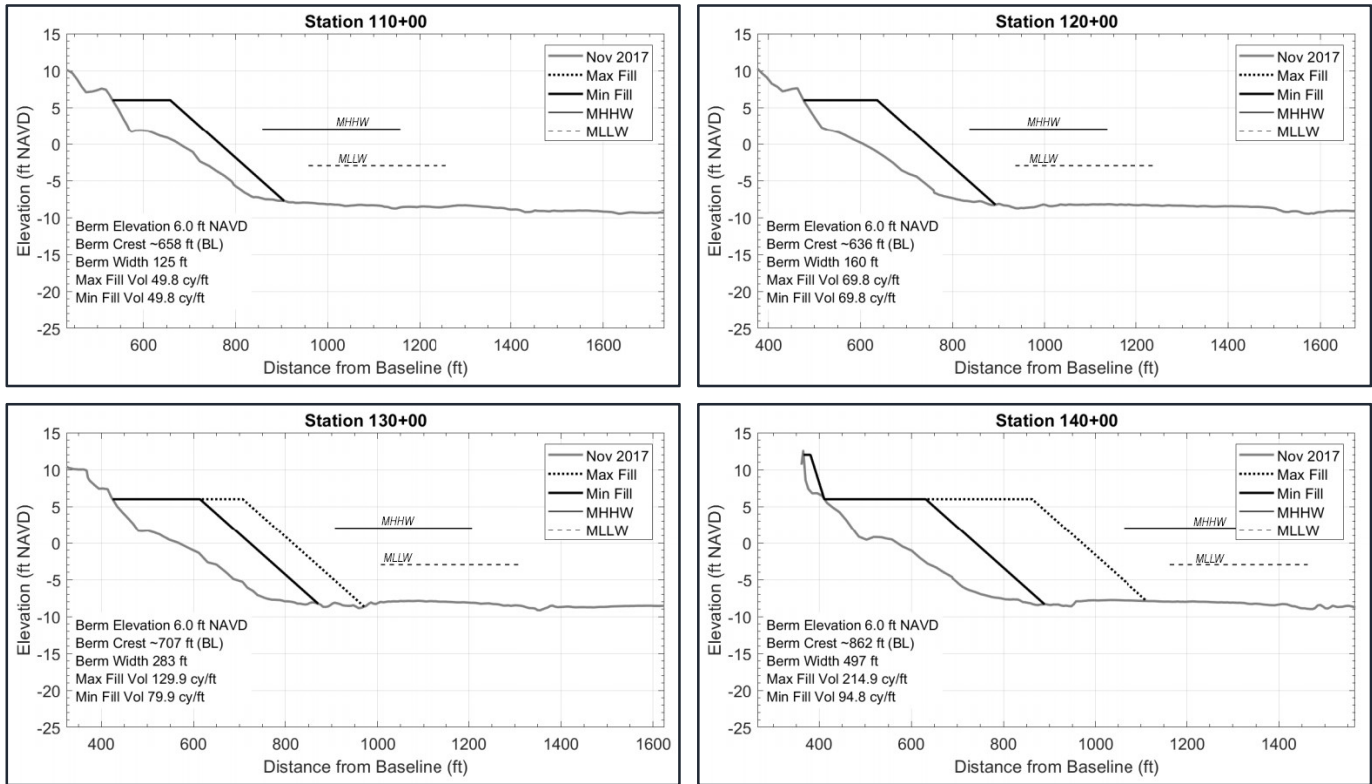 Station 110+00
15
10
5
0
-5
-10
-15
-20
-25
Elevation (ft NAVD)
Nov 2017
Max Fill
Min Fill
MHHW
MLLW
MHHW
MLLW
Berm Elevation 6.0 ft NAVD
Berm Crest ~658 ft (BL)
Berm Width 125 ft
Max Fill Vol 49.8 cy/ft
Min Fill Vol 49.8 cy/ft
600 800 1000 1200 1400 1600
Distance from Baseline (ft)
Station 120+00
15
10
5
0
-5
-10
-15
-20
-25
Elevation (ft NAVD)
Nov 2017
Max Fill
Min Fill
MHHW
MLLW
MHHW
MLLW
Berm Elevation 6.0 ft NAVD
Berm Crest ~636 ft (BL)
Berm Width 160 ft
Max Fill Vol 69.8 cy/ft
Min Fill Vol 69.8 cy/ft
400 600 800 1000 1200 1400 1600
Distance from Baseline (ft)
Station 130+00
15
10
5
0
-5
-10
-15
-20
-25
Elevation (ft NAVD)
Nov 2017
Max Fill
Min Fill
MHHW
MLLW
MHHW
MLLW
Berm Elevation 6.0 ft NAVD
Berm Crest ~707 ft (BL)
Berm Width 283 ft
Max Fill Vol 129.9 cy/ft
Min Fill Vol 79.9 cy/ft
400 600 800 1000 1200 1400 1600
Distance from Baseline (ft)
Station 140+00
15
10
5
0
-5
-10
-15
-20
-25
Elevation (ft NAVD)
Nov 2017
Max Fill
Min Fill
MHHW
MLLW
MHHW
MLLW
Berm Elevation 6.0 ft NAVD
Berm Crest ~862 ft (BL)
Berm Width 497 ft
Max Fill Vol 214.9 cy/ft
Min Fill Vol 94.8 cy/ft
400 600 800 1000 1200 1400
Distance from Baseline (ft)